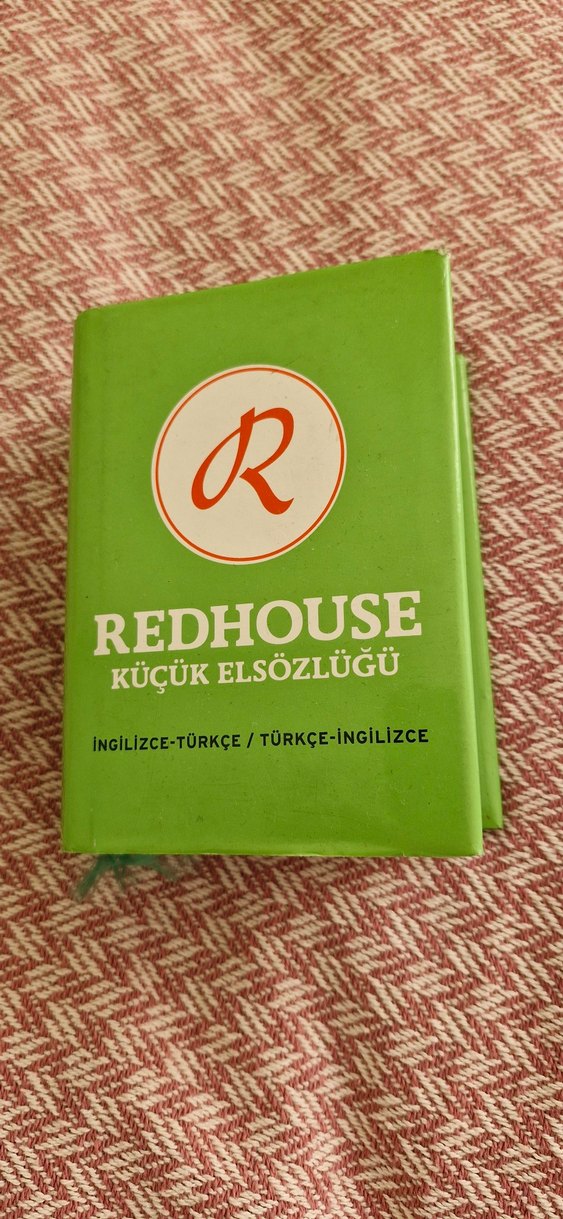 R
REDHOUSE
KÜÇÜK ELSÖZLÜĞÜ
İNGİLİZCE-TÜRKÇE / TÜRKÇE-İNGİLİZCE